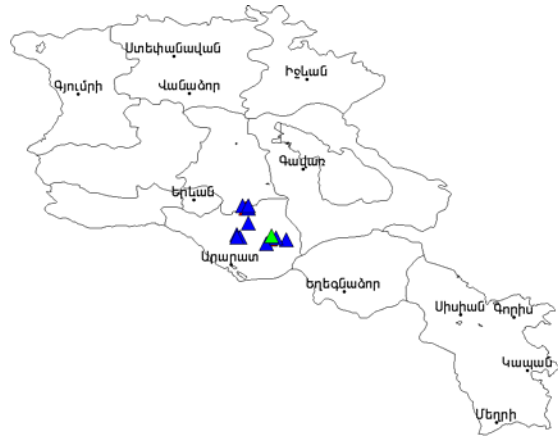 Ստեփանավան
Իջևան
Գյումրի
Վանաձոր
Գավառ
Երևան
Արարատ
Եղեգնաձոր
Սիսիան
Գորիս
Կապան
Մեղրի